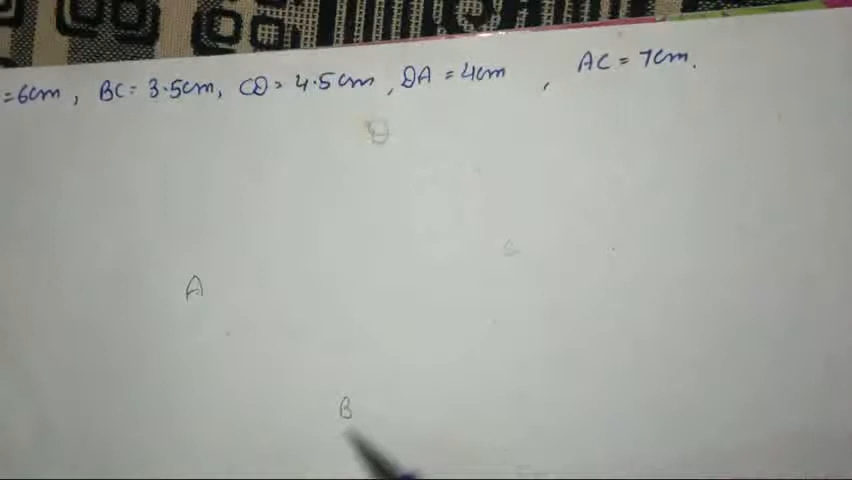 =6cm, BC= 3.5cm, CD= 4.5cm, DA = 4cm, AC = 7cm.
D
A
B